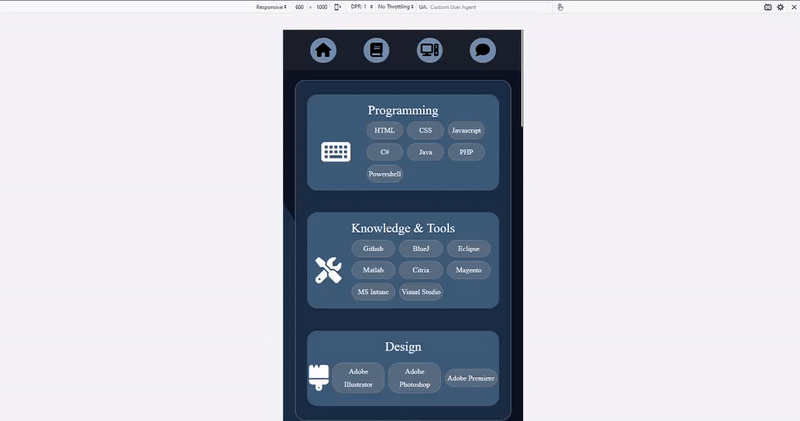 Responsive 600 × 1000 DPR: 1 No Throttling UA: Custom User Agent
Programming
HTML CSS Javascript
C# Java PHP
Powershell
Knowledge & Tools
Github BlueJ Eclipse
Matlab Citrix Magento
MS Intune Visual Studio
Design
Adobe Illustrator
Adobe Photoshop
Adobe Premiere